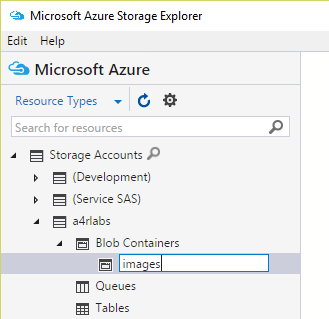 Microsoft Azure Storage Explorer
Edit Help
Microsoft Azure
Resource Types
Search for resources
Storage Accounts
(Development)
(Service SAS)
a4rlabs
Blob Containers
images
Queues
Tables